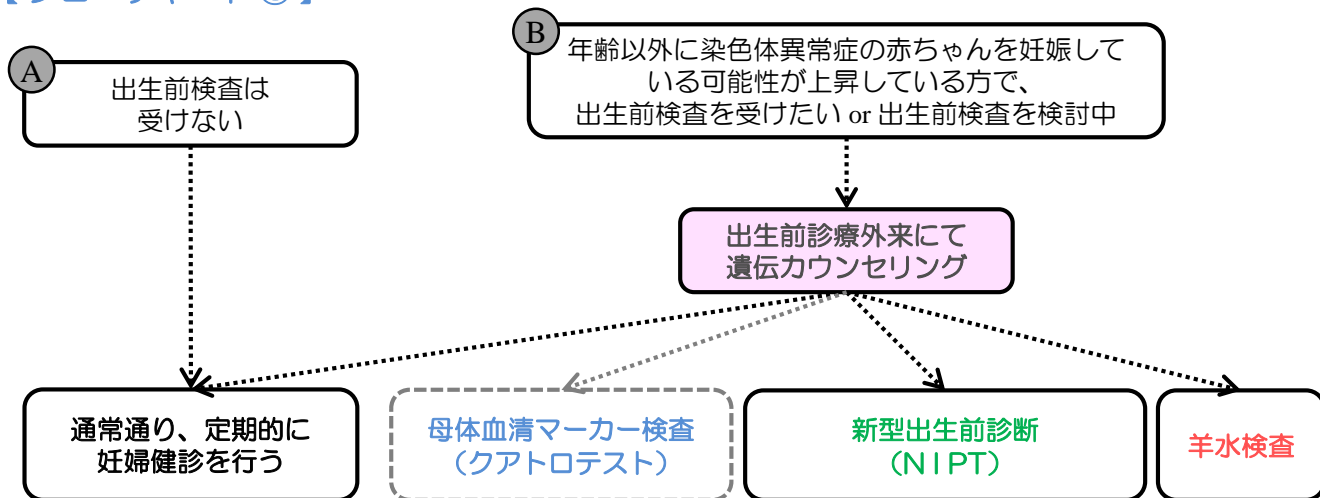 A
出生前検査は
受けない
B
年齢以外に染色体異常症の赤ちゃんを妊娠して
いる可能性が上昇している方で、
出生前検査を受けたい or 出生前検査を検討中
出生前診療外来にて
遺伝カウンセリング
通常通り、定期的に
妊婦健診を行う
母体血清マーカー検査
（クアトロテスト）
新型出生前診断
（NIPT）
羊水検査